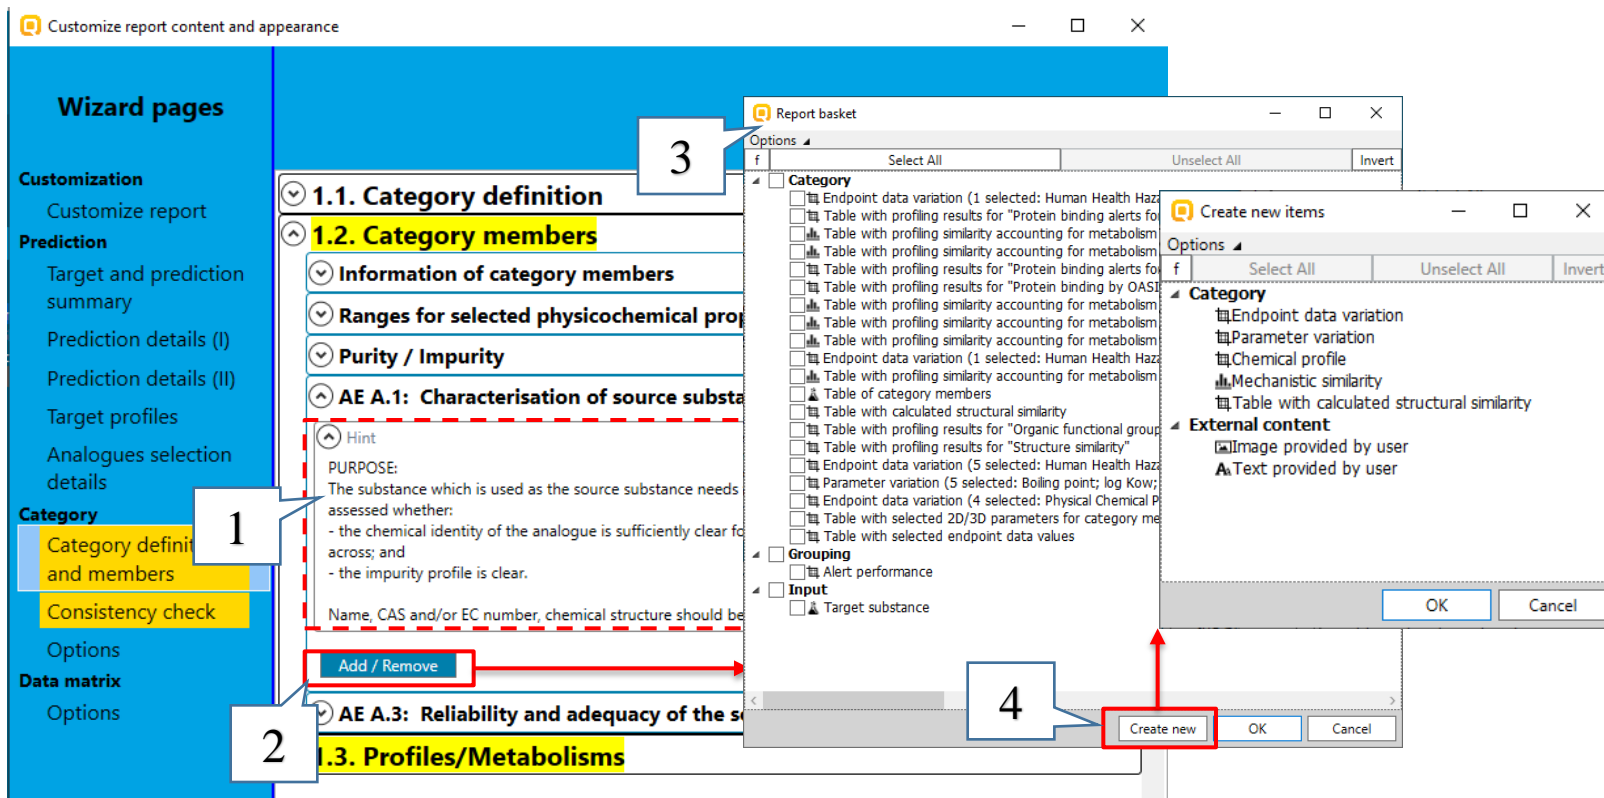 Customize report content and appearance
Wizard pages
Customization
Customize report
Prediction
Target and prediction
summary
Prediction details (I)
Prediction details (II)
Target profiles
Analogues selection
details
Category
Category definit
and members
Consistency check
Options
Data matrix
Options
1.1. Category definition
1.2. Category members
Information of category members
Ranges for selected physicochemical prop
Purity / Impurity
AE A.1: Characterisation of source substa
Hint
PURPOSE:
The substance which is used as the source substance needs
assessed whether:
- the chemical identity of the analogue is sufficiently clear fo
across; and
- the impurity profile is clear.
Name, CAS and/or EC number, chemical structure should be
Add / Remove
AE A.3: Reliability and adequacy of the s
1.3. Profiles/Metabolisms
1
2
3
4
Report basket
Options
f
Select All
Unselect All
Invert
Category
Endpoint data variation (1 selected: Human Health Haza
Table with profiling results for "Protein binding alerts fo
Table with profiling similarity accounting for metabolism
Table with profiling similarity accounting for metabolism
Table with profiling results for "Protein binding alerts fo
Table with profiling results for "Protein binding by OASI
Table with profiling similarity accounting for metabolism
Table with profiling similarity accounting for metabolism
Table with profiling similarity accounting for metabolism
Endpoint data variation (1 selected: Human Health Haza
Table with profiling similarity accounting for metabolism
Table of category members
Table with calculated structural similarity
Table with profiling results for "Organic functional group
Table with profiling results for "Structure similarity"
Endpoint data variation (5 selected: Human Health Haza
Parameter variation (5 selected: Boiling point; log Kow;
Endpoint data variation (4 selected: Physical Chemical P
Table with selected 2D/3D parameters for category me
Table with selected endpoint data values
Grouping
Alert performance
Input
Target substance
Create new
OK
Cancel
Create new items
Options
f
Select All
Unselect All
Invert
Category
Endpoint data variation
Parameter variation
Chemical profile
Mechanistic similarity
Table with calculated structural similarity
External content
Image provided by user
Text provided by user
OK
Cancel